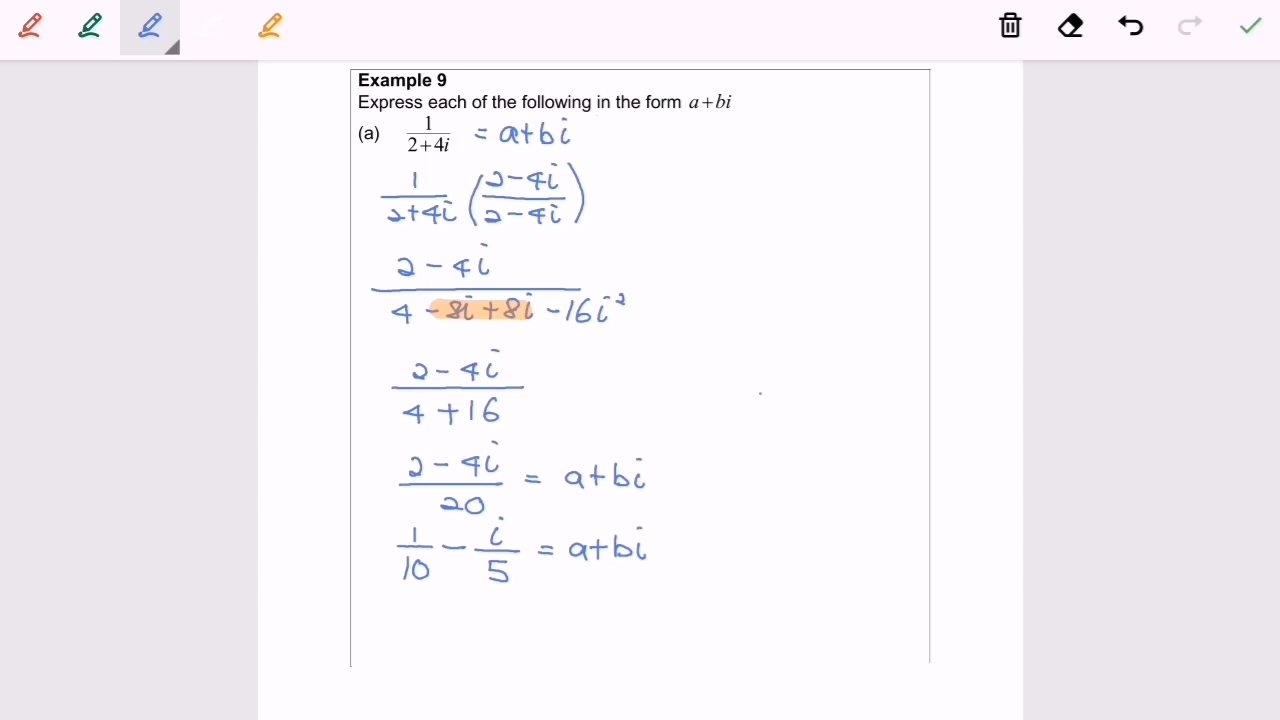 Example 9
Express each of the following in the form a+bi
(a) 1/(2+4i) = a+bi
1/(2+4i) ((2-4i)/(2-4i))
(2-4i)/(4-8i+8i-16i²)
(2-4i)/(4+16)
(2-4i)/20 = a+bi
1/10 - i/5 = a+bi